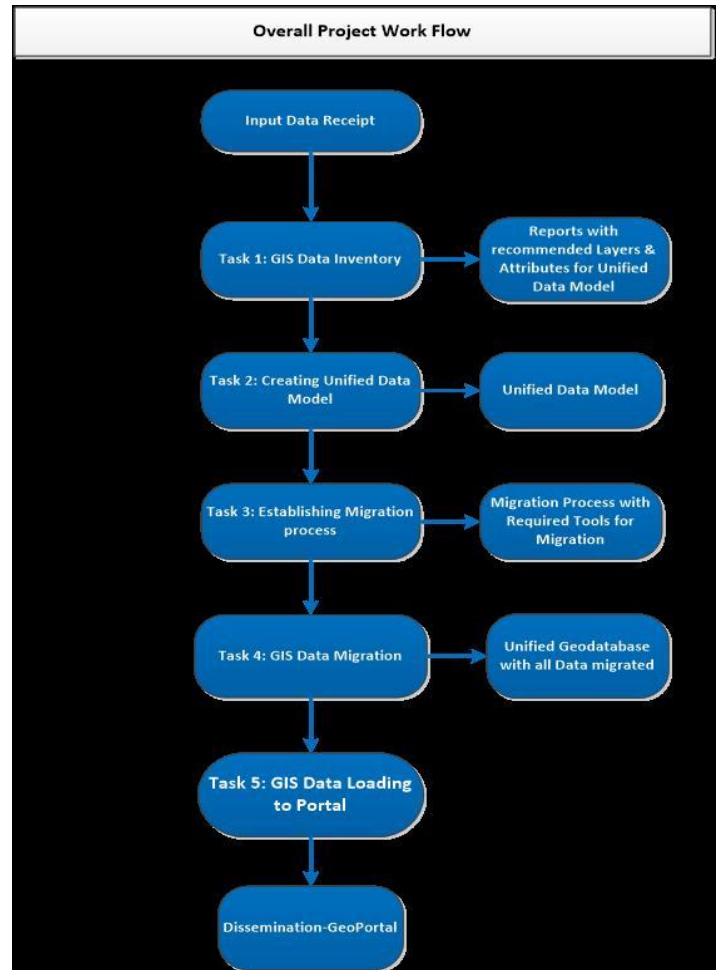 Overall Project Work Flow
Input Data Receipt
Task 1: GIS Data Inventory
Reports with
recommended Layers &
Attributes for Unified
Data Model
Task 2: Creating Unified Data
Model
Unified Data Model
Task 3: Establishing Migration
process
Migration Process with
Required Tools for
Migration
Task 4: GIS Data Migration
Unified Geodatabase
with all Data migrated
Task 5: GIS Data Loading
to Portal
Dissemination-GeoPortal